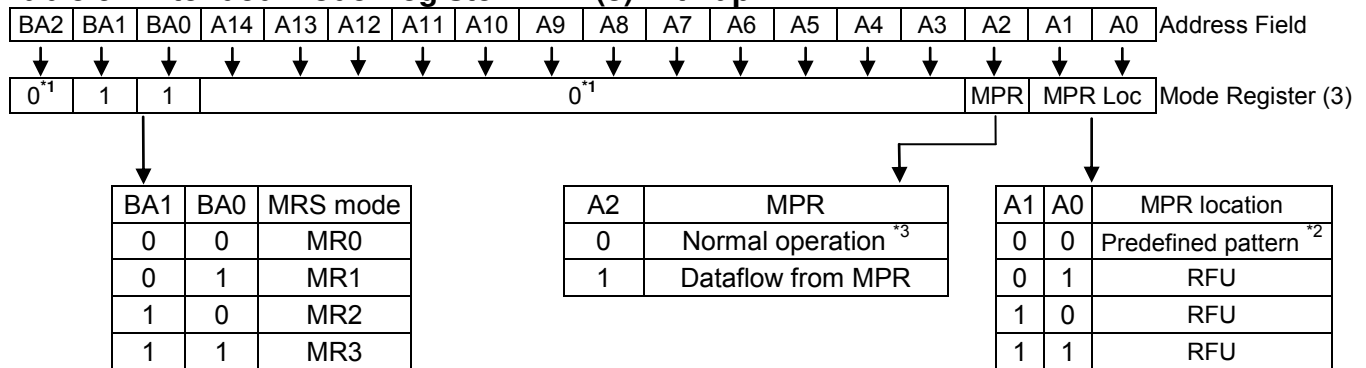 BA2 BA1 BA0 A14 A13 A12 A11 A10 A9 A8 A7 A6 A5 A4 A3 A2 A1 A0 Address Field
0*1 1 1 0*1 MPR MPR Loc Mode Register (3)
BA1 BA0 MRS mode
0 0 MR0
0 1 MR1
1 0 MR2
1 1 MR3
A2 MPR
0 Normal operation *3
1 Dataflow from MPR
A1 A0 MPR location
0 0 Predefined pattern *2
0 1 RFU
1 0 RFU
1 1 RFU